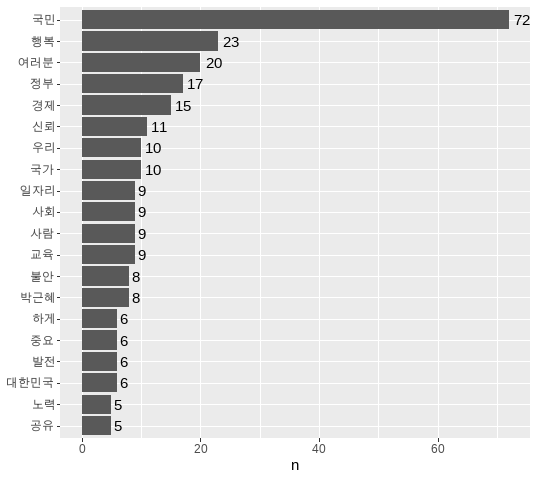 국민 72
행복 23
여러분 20
정부 17
경제 15
신뢰 11
우리 10
국가 10
일자리 9
사회 9
사람 9
교육 9
불안 8
박근혜 8
하게 6
중요 6
발전 6
대한민국 6
노력 5
공유 5
0 20 40 60
n